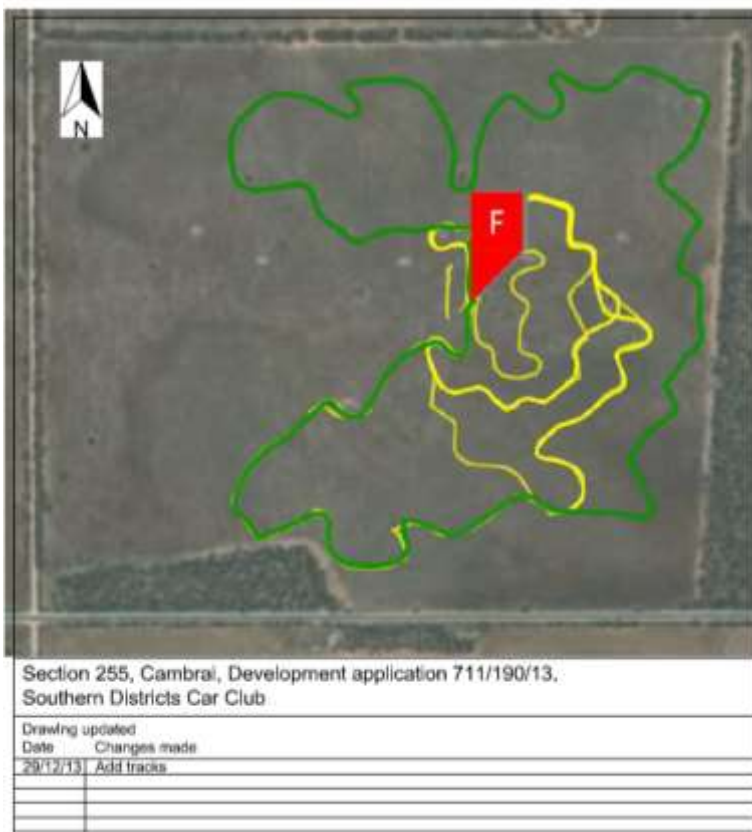 N
F
Section 255, Cambrai, Development application 711/190/13.
Southern Districts Car Club
Drawing updated
Date Changes made
29/12/13 Add tracks